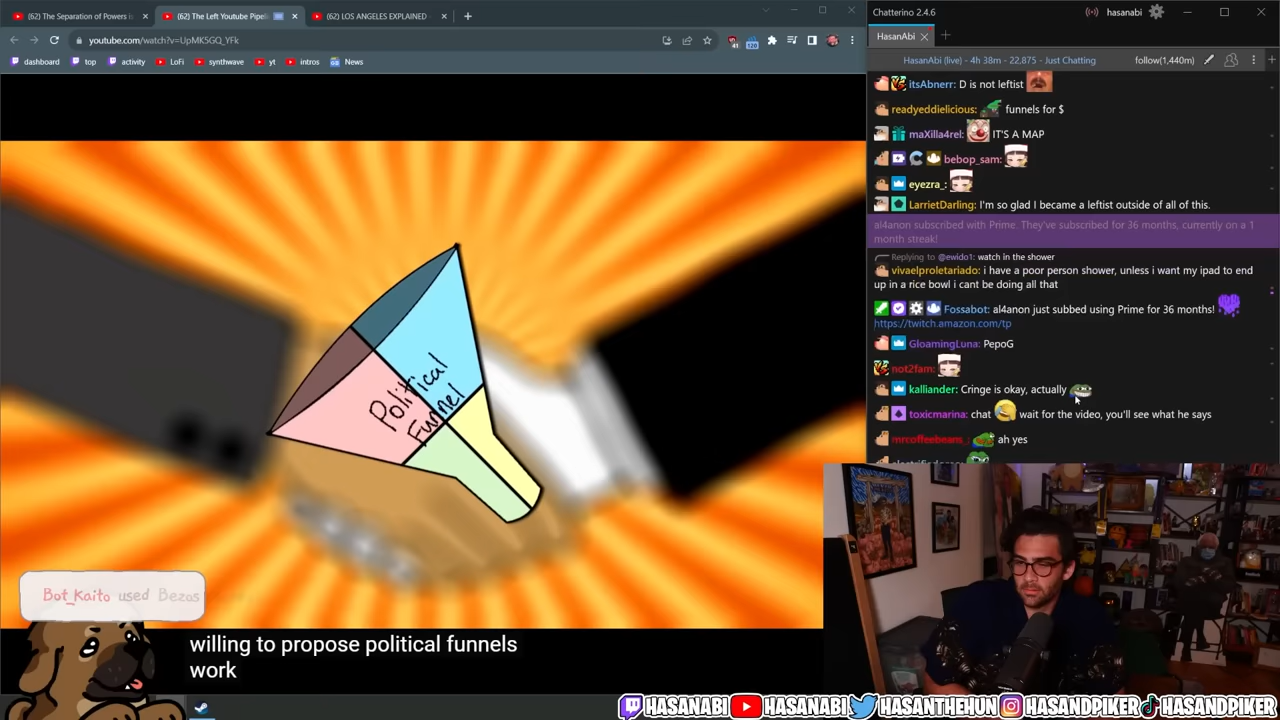 (62) The Separation of Powers i
(62) The Left Youtube Pipeli
(62) LOS ANGELES EXPLAINED
youtube.com/watch?v=UpMK5GQ_YFk
41
120
dashboard
top
activity
LoFi
synthwave
yt
intros
News
Political
Funnel
Bot_Kaito used Bezos
willing to propose political funnels
work
Chatterino 2.4.6
hasanabi
HasanAbi
HasanAbi (live) - 4h 38m - 22,875 - Just Chatting
follow(1,440m)
itsAbnerr: D is not leftist
readyeddielicious: funnels for $
maXilla4rel: IT'S A MAP
bebop_sam:
eyezra_:
LarrietDarling: I'm so glad I became a leftist outside of all of this.
al4anon subscribed with Prime. They've subscribed for 36 months, currently on a 1
month streak!
Replying to @ewido1: watch in the shower
vivaelproletariado: i have a poor person shower, unless i want my ipad to end
up in a rice bowl i cant be doing all that
Fossabot: al4anon just subbed using Prime for 36 months!
https://twitch.amazon.com/tp
GloamingLuna: PepoG
not2fam:
kalliander: Cringe is okay, actually
toxicmarina: chat wait for the video, you'll see what he says
mrcoffeebeans_: ah yes
HASANABI HASANABI HASANTHEHUN HASANDPIKER HASANDPIKER